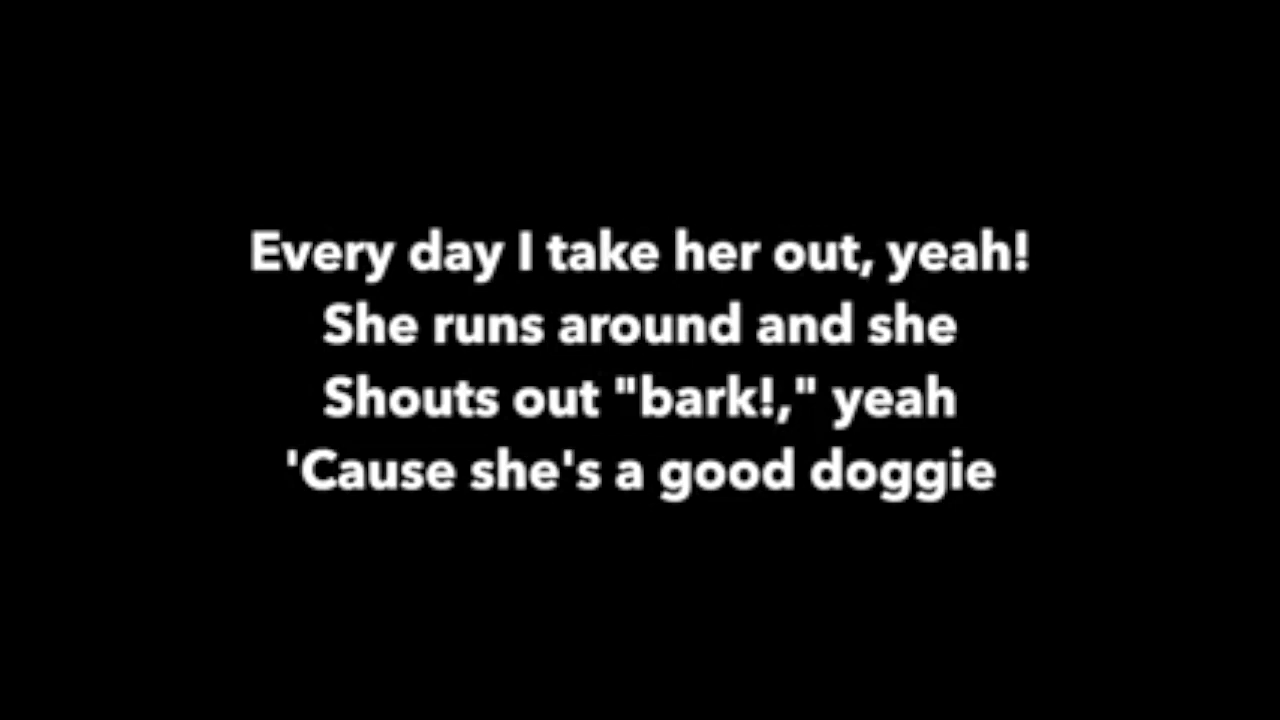 Every day I take her out, yeah!
She runs around and she
Shouts out "bark!," yeah
'Cause she's a good doggie